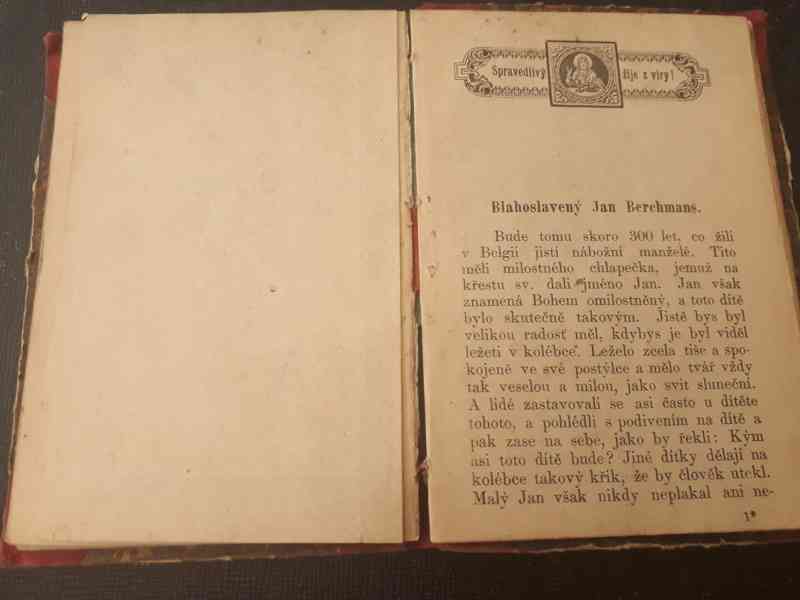 Spravedlivý žije z víry!
Blahoslavený Jan Berchmans.
Bude tomu skoro 300 let, co žili
v Belgii jistí nábožní manželé. Tito
měli milostného chlapečka, jemuž na
křestu sv. dali jméno Jan. Jan však
znamená Bohem omilostněný, a toto dítě
bylo skutečně takovým. Jistě bys byl
velikou radosť měl, kdybys je byl viděl
ležeti v kolébce. Leželo zcela tiše a spo-
kojeně ve své postýlce a mělo tvář vždy
tak veselou a milou, jako svit sluneční.
A lidé zastavovali se asi často u dítěte
tohoto, a pohlédli s podivením na dítě a
pak zase na sebe, jako by řekli: Kým
asi toto dítě bude? Jiné dítky dělají na
kolébce takový křik, že by člověk utekl.
Malý Jan však nikdy neplakal ani ne-
1*